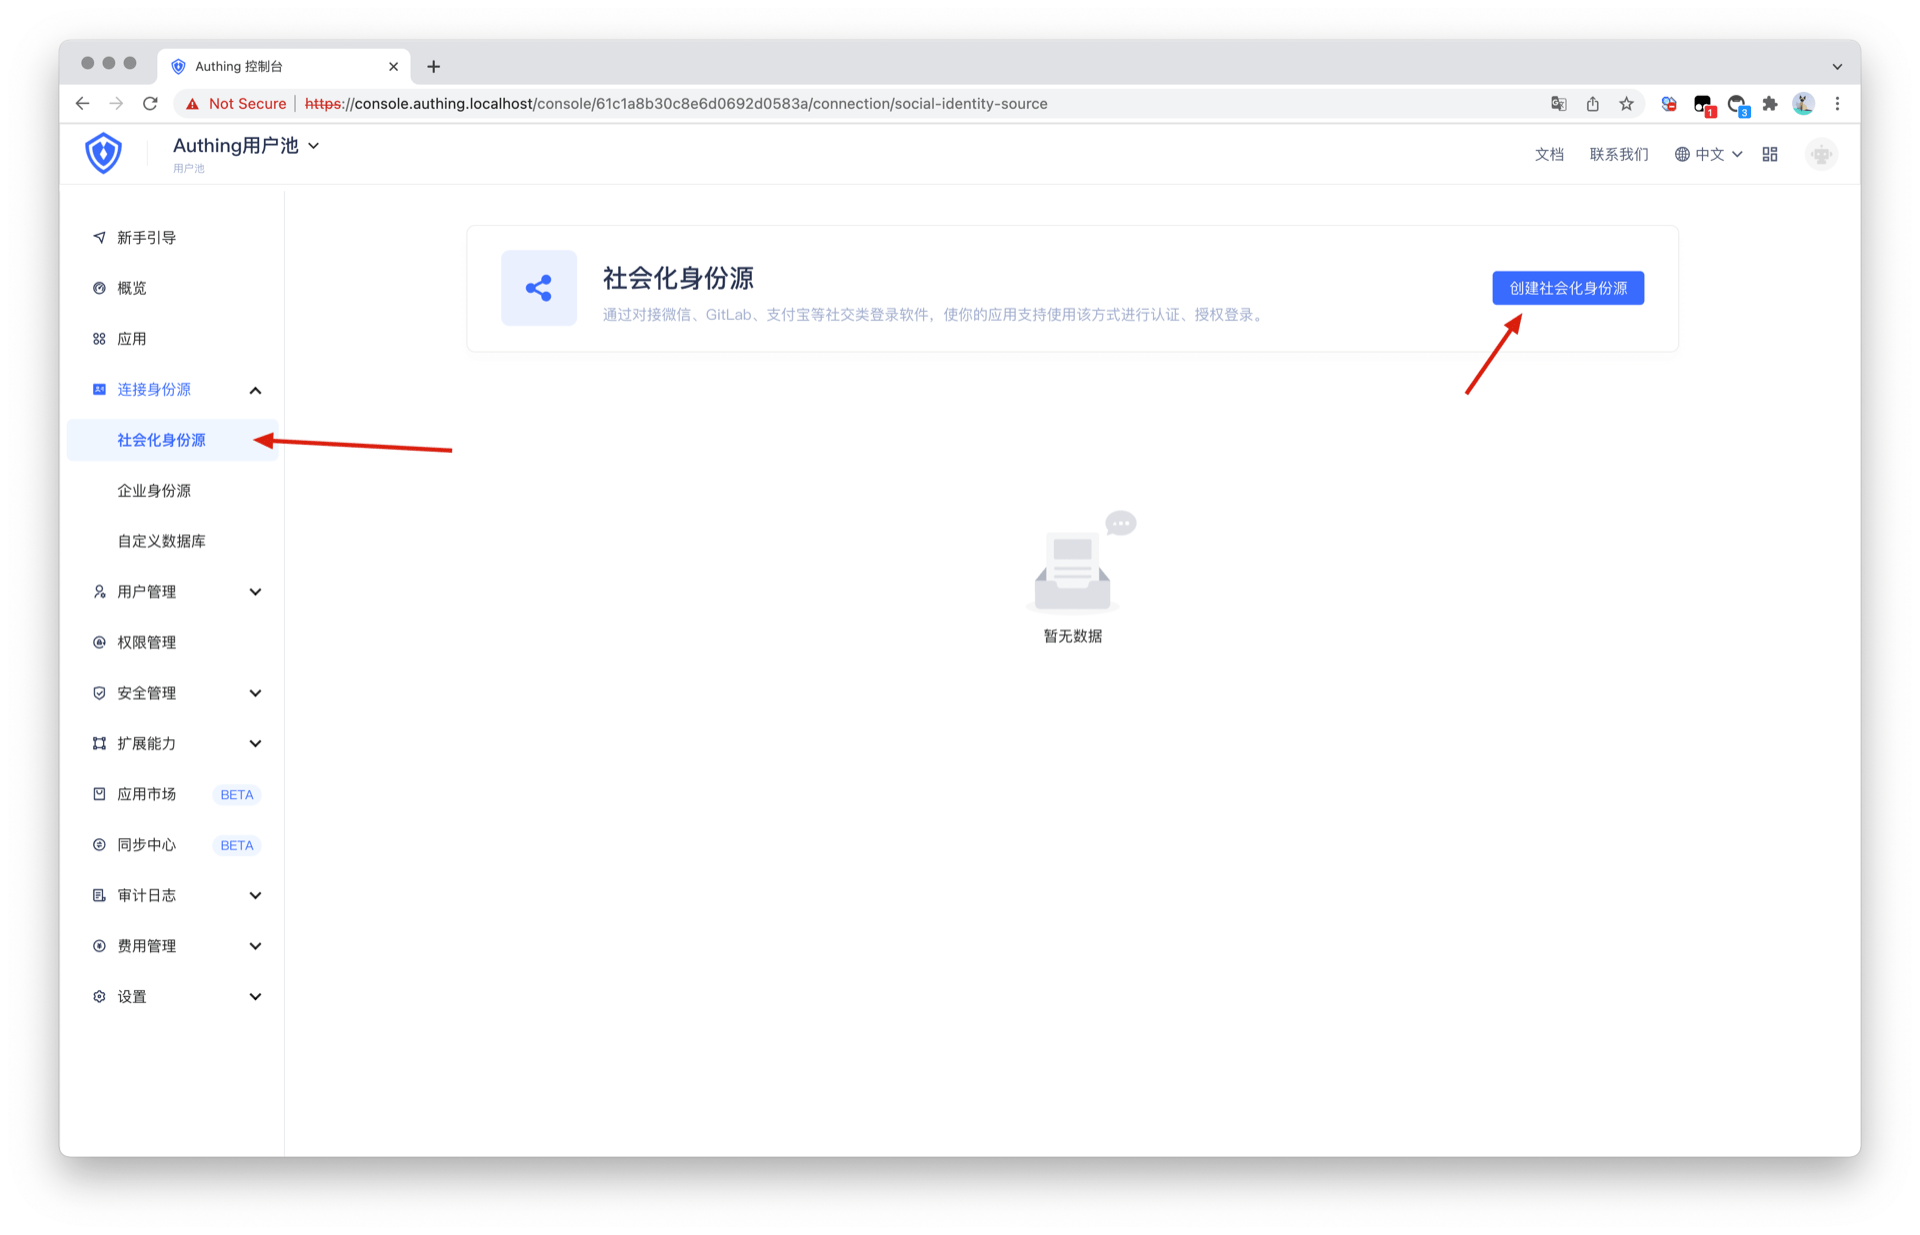 Authing 控制台
Not Secure
https://console.authing.localhost/console/61c1a8b30c8e6d0692d0583a/connection/social-identity-source
1
3
Authing用户池
用户池
文档
联系我们
中文
新手引导
概览
应用
连接身份源
社会化身份源
企业身份源
自定义数据库
用户管理
权限管理
安全管理
扩展能力
应用市场 BETA
同步中心 BETA
审计日志
费用管理
设置
社会化身份源
通过对接微信、GitLab、支付宝等社交类登录软件，使你的应用支持使用该方式进行认证、授权登录。
创建社会化身份源
暂无数据